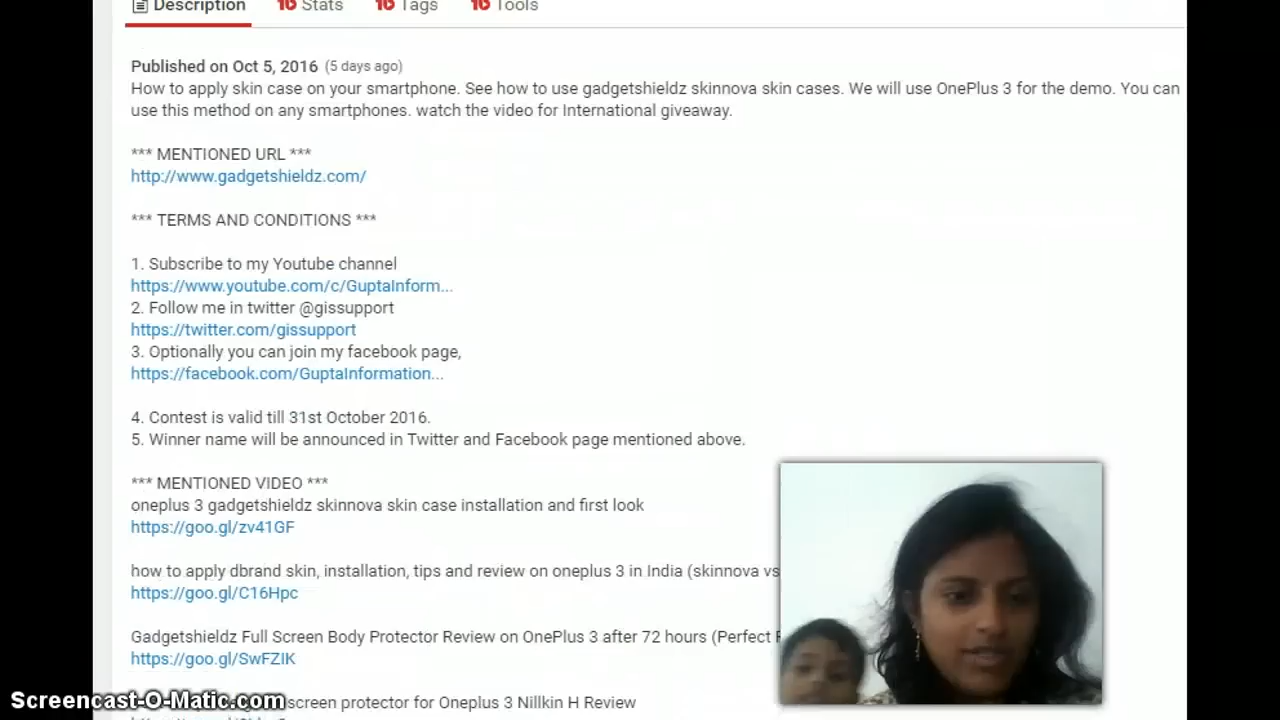 Description Stats Tags Tools
Published on Oct 5, 2016 (5 days ago)
How to apply skin case on your smartphone. See how to use gadgetshieldz skinnova skin cases. We will use OnePlus 3 for the demo. You can
use this method on any smartphones. watch the video for International giveaway.
*** MENTIONED URL ***
http://www.gadgetshieldz.com/
*** TERMS AND CONDITIONS ***
1. Subscribe to my Youtube channel
https://www.youtube.com/c/GuptaInform...
2. Follow me in twitter @gissupport
https://twitter.com/gissupport
3. Optionally you can join my facebook page,
https://facebook.com/GuptaInformation...
4. Contest is valid till 31st October 2016.
5. Winner name will be announced in Twitter and Facebook page mentioned above.
*** MENTIONED VIDEO ***
oneplus 3 gadgetshieldz skinnova skin case installation and first look
https://goo.gl/zv41GF
how to apply dbrand skin, installation, tips and review on oneplus 3 in India (skinnova vs
https://goo.gl/C16Hpc
Gadgetshieldz Full Screen Body Protector Review on OnePlus 3 after 72 hours (Perfect
https://goo.gl/SwFZIK
screen protector for Oneplus 3 Nillkin H Review
Screencast-O-Matic.com